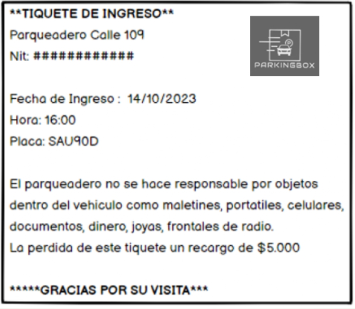 **TIQUETE DE INGRESO**
Parqueadero Calle 109
Nit: ############
PARKINGBOX
Fecha de Ingreso : 14/10/2023
Hora: 16:00
Placa: SAU90D
El parqueadero no se hace responsable por objetos
dentro del vehiculo como maletines, portatiles, celulares,
documentos, dinero, joyas, frontales de radio.
La perdida de este tiquete un recargo de $5.000
*****GRACIAS POR SU VISITA***